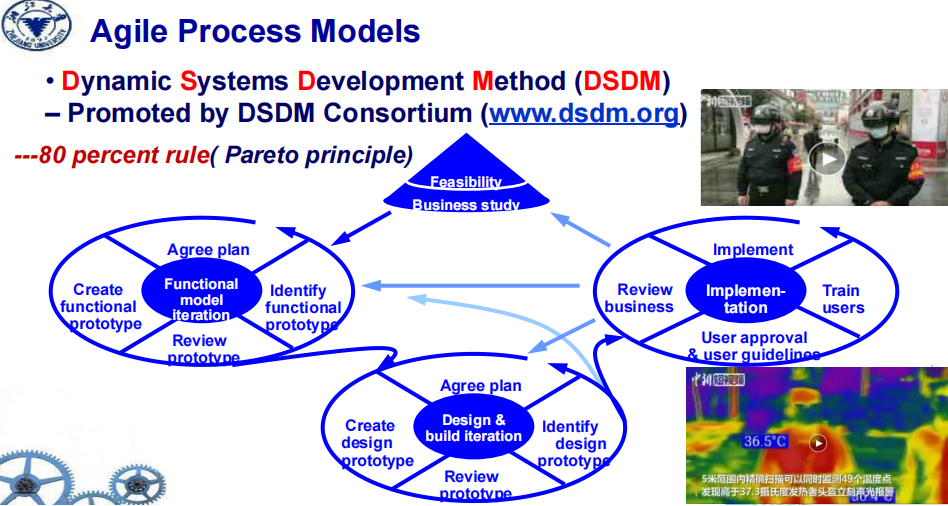 Agile Process Models
• Dynamic Systems Development Method (DSDM)
– Promoted by DSDM Consortium (www.dsdm.org)
---80 percent rule( Pareto principle)
Feasibility
Business study
Agree plan
Functional
model
iteration
Create
functional
prototype
Identify
functional
prototype
Review
prototype
Implement
Review
business
Implemen-
tation
Train
users
User approval
& user guidelines
Agree plan
Create
design
prototype
Design &
build iteration
Identify
design
prototype
Review
prototype
36.5°C
5米范围内精确扫描可以同时监测49个温度点
发现高于37.3摄氏度发热者头盔立刻声光报警